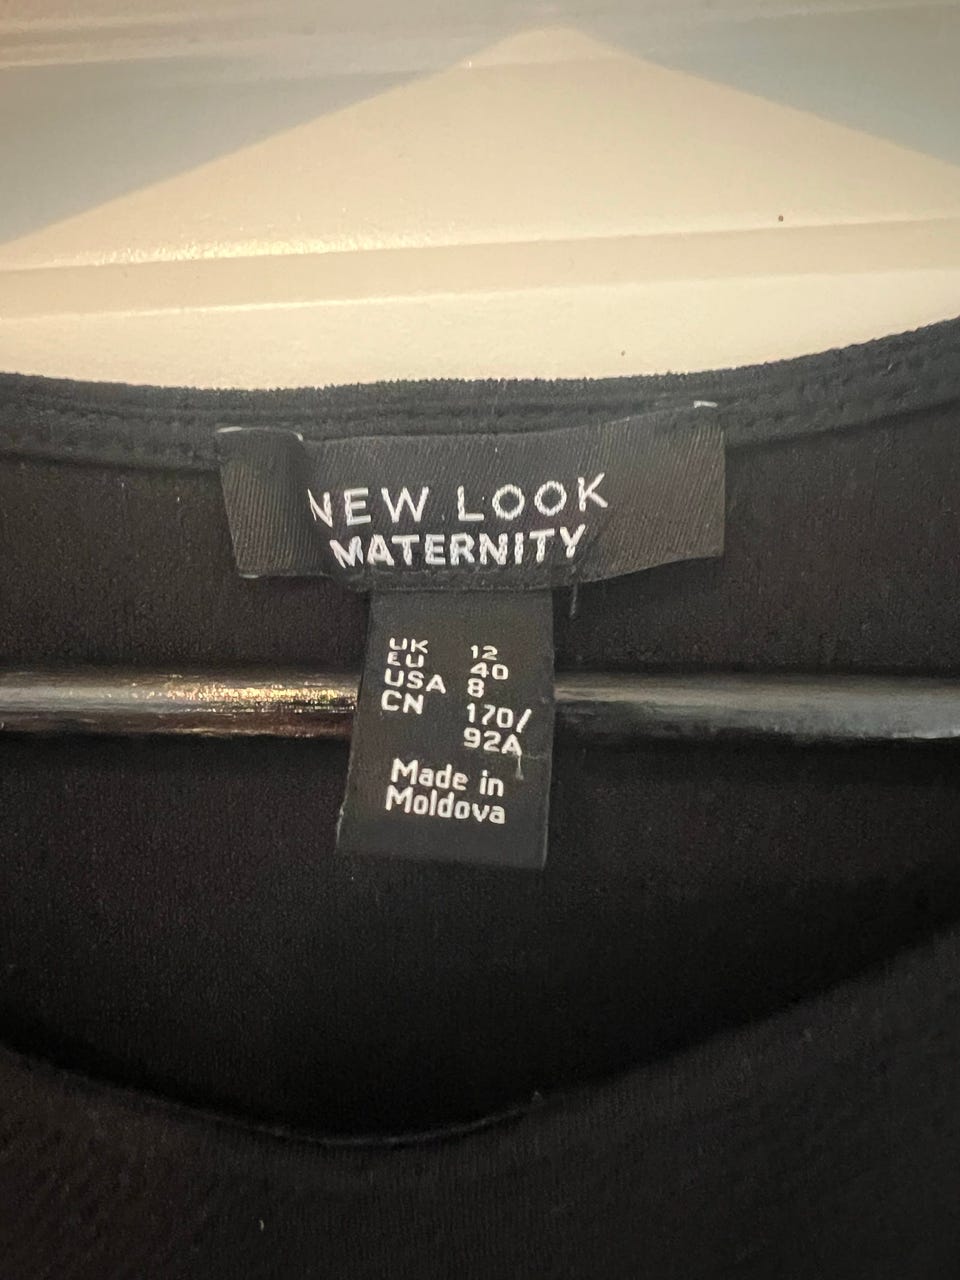 NEW LOOK
MATERNITY
UK 12
EU 40
USA 8
CN 170/
92A
Made in
Moldova